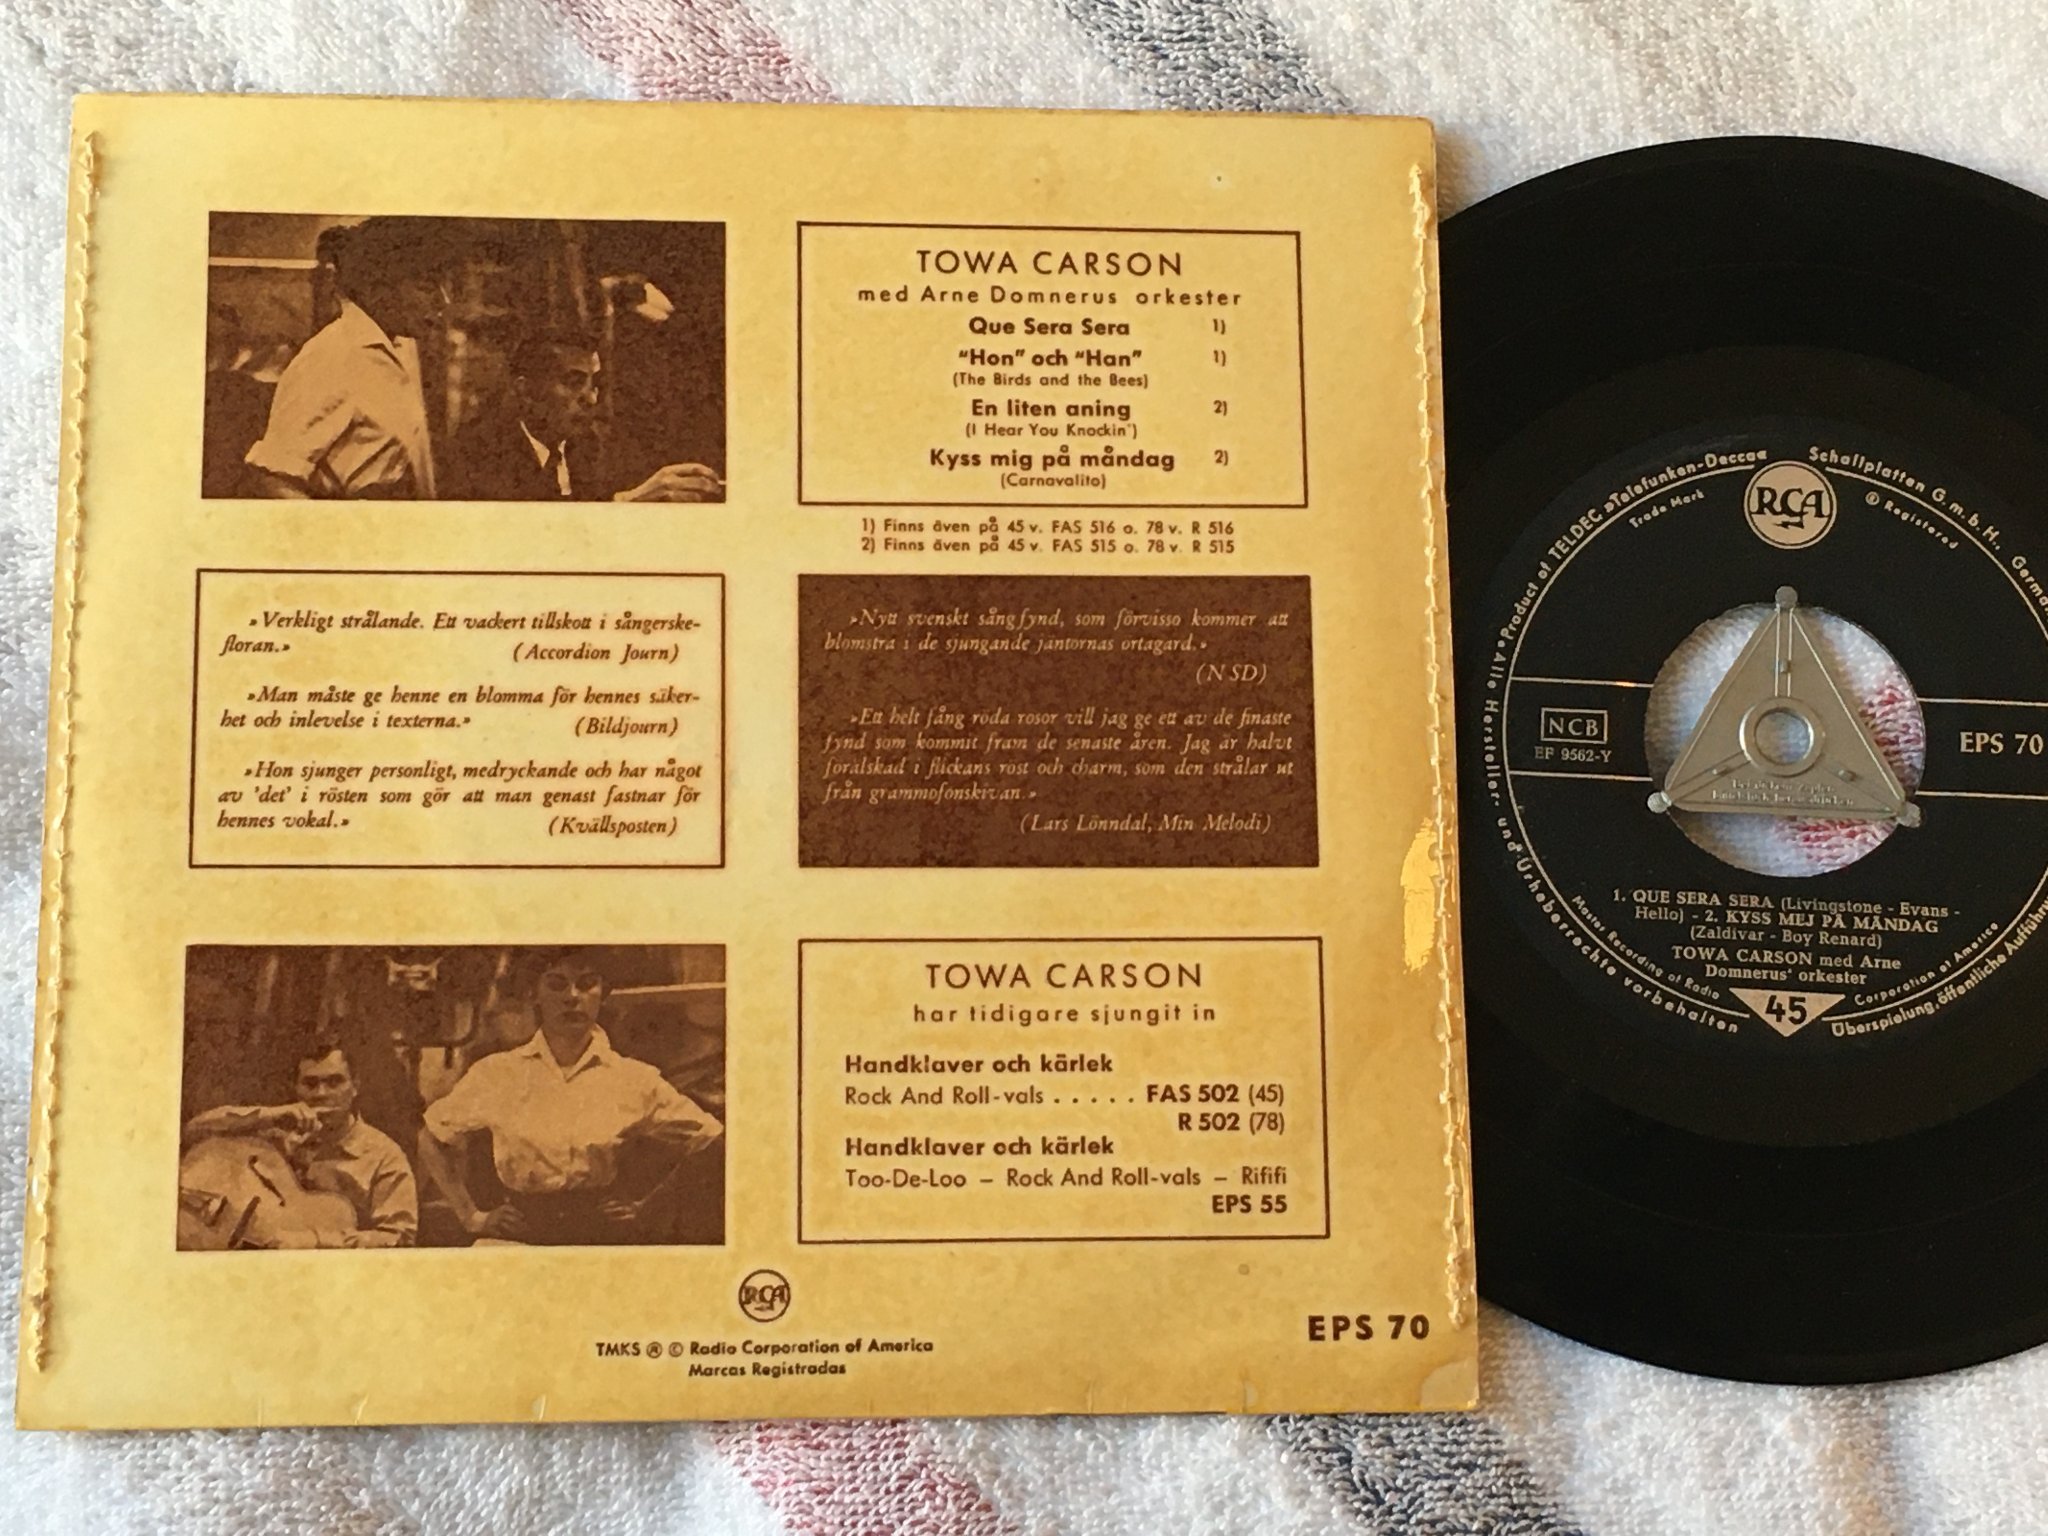 TOWA CARSON
med Arne Domnerus orkester
Que Sera Sera 1)
"Hon" och "Han" 1)
(The Birds and the Bees)
En liten aning 2)
(I Hear You Knockin')
Kyss mig på måndag 2)
(Carnavalito)
1) Finns även på 45 v. FAS 516 o. 78 v. R 516
2) Finns även på 45 v. FAS 515 o. 78 v. R 515
»Verkligt strålande. Ett vackert tillskott i sångerske-
floran.» (Accordion Journ)
»Man måste ge henne en blomma för hennes säker-
het och inlevelse i texterna.» (Bildjourn)
»Hon sjunger personligt, medryckande och har något
av 'det' i rösten som gör att man genast fastnar för
hennes vokal.» (Kvällsposten)
»Nytt svenskt sångfynd, som förvisso kommer att
blomstra i de sjungande jäntornas örtagård.»
(NSD)
»Ett helt fång röda rosor vill jag ge ett av de finaste
fynd som kommit fram de senaste åren. Jag är halvt
förälskad i flickans röst och charm, som den strålar ut
från grammofonskivan.»
(Lars Lönndal, Min Melodi)
TOWA CARSON
har tidigare sjungit in
Handklaver och kärlek
Rock And Roll-vals . . . . . FAS 502 (45)
R 502 (78)
Handklaver och kärlek
Too-De-Loo – Rock And Roll-vals – Rififi
EPS 55
RCA
TMKS ® © Radio Corporation of America
Marcas Registradas
EPS 70
Product of TELDEC »Telefunken-Decca« Schallplatten G.m.b.H.,
Trade Mark
RCA
® Registered
NCB
EF 9562-Y
EPS 70
1. QUE SERA SERA (Livingstone - Evans -
Hello) - 2. KYSS MEJ PÅ MÅNDAG
(Zaldivar - Boy Renard)
TOWA CARSON med Arne
Domnerus' orkester
45
Master Recording of Radio Corporation of America
Alle Hersteller- und Urheberrechte vorbehalten
Überspielung, öffentliche